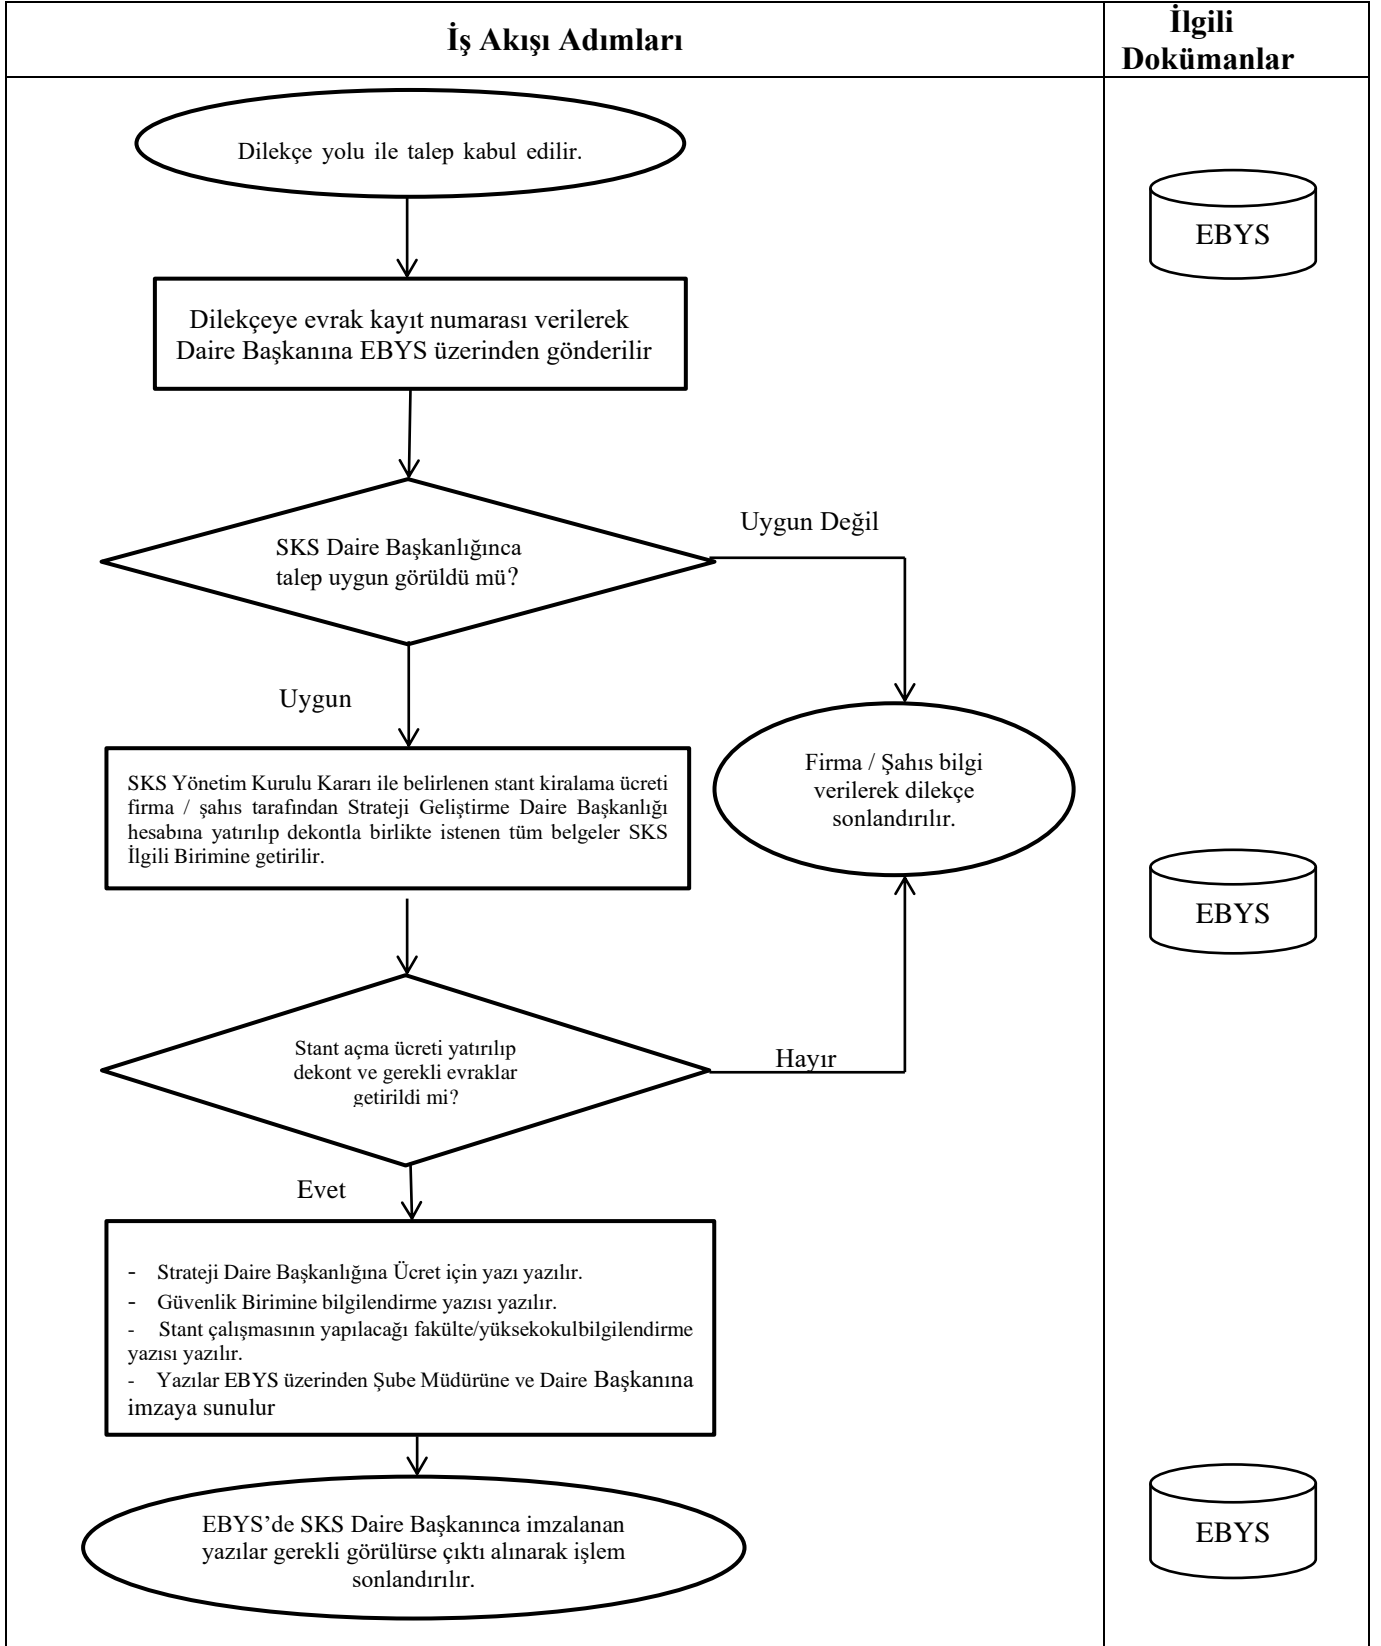 İş Akışı Adımları
İlgili
Dokümanlar
Dilekçe yolu ile talep kabul edilir.
EBYS
Dilekçeye evrak kayıt numarası verilerek
Daire Başkanına EBYS üzerinden gönderilir
Uygun Değil
SKS Daire Başkanlığınca
talep uygun görüldü mü?
Uygun
SKS Yönetim Kurulu Kararı ile belirlenen stant kiralama ücreti
firma / şahıs tarafından Strateji Geliştirme Daire Başkanlığı
hesabına yatırılıp dekontla birlikte istenen tüm belgeler SKS
İlgili Birimine getirilir.
Firma / Şahıs bilgi
verilerek dilekçe
sonlandırılır.
EBYS
Stant açma ücreti yatırılıp
dekont ve gerekli evraklar
getirildi mi?
Hayır
Evet
- Strateji Daire Başkanlığına Ücret için yazı yazılır.
- Güvenlik Birimine bilgilendirme yazısı yazılır.
- Stant çalışmasının yapılacağı fakülte/yüksekokulbilgilendirme
yazısı yazılır.
- Yazılar EBYS üzerinden Şube Müdürüne ve Daire Başkanına
imzaya sunulur
EBYS’de SKS Daire Başkanınca imzalanan
yazılar gerekli görülürse çıktı alınarak işlem
sonlandırılır.
EBYS